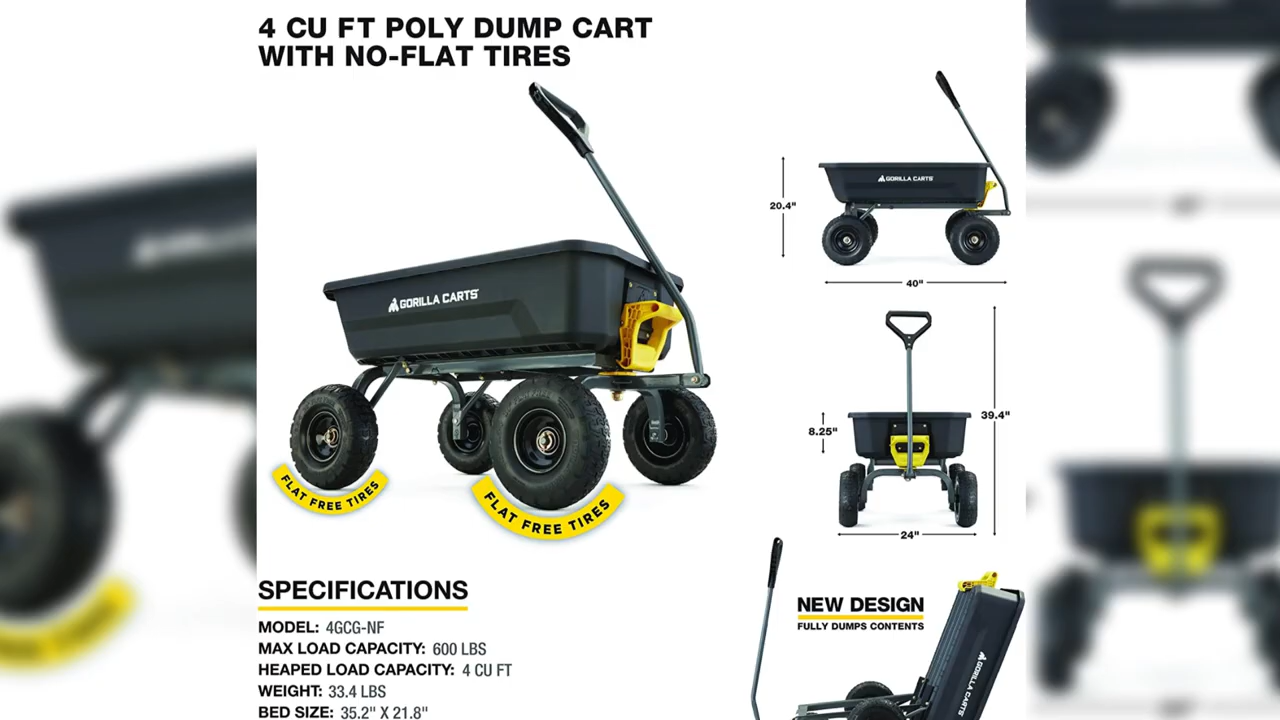 4 CU FT POLY DUMP CART
WITH NO-FLAT TIRES
GORILLA CARTS
FLAT FREE TIRES
FLAT FREE TIRES
GORILLA CARTS
20.4"
40"
39.4"
8.25"
24"
SPECIFICATIONS
MODEL: 4GCG-NF
MAX LOAD CAPACITY: 600 LBS
HEAPED LOAD CAPACITY: 4 CU FT
WEIGHT: 33.4 LBS
BED SIZE: 35.2" X 21.8"
NEW DESIGN
FULLY DUMPS CONTENTS
GORILLA CARTS